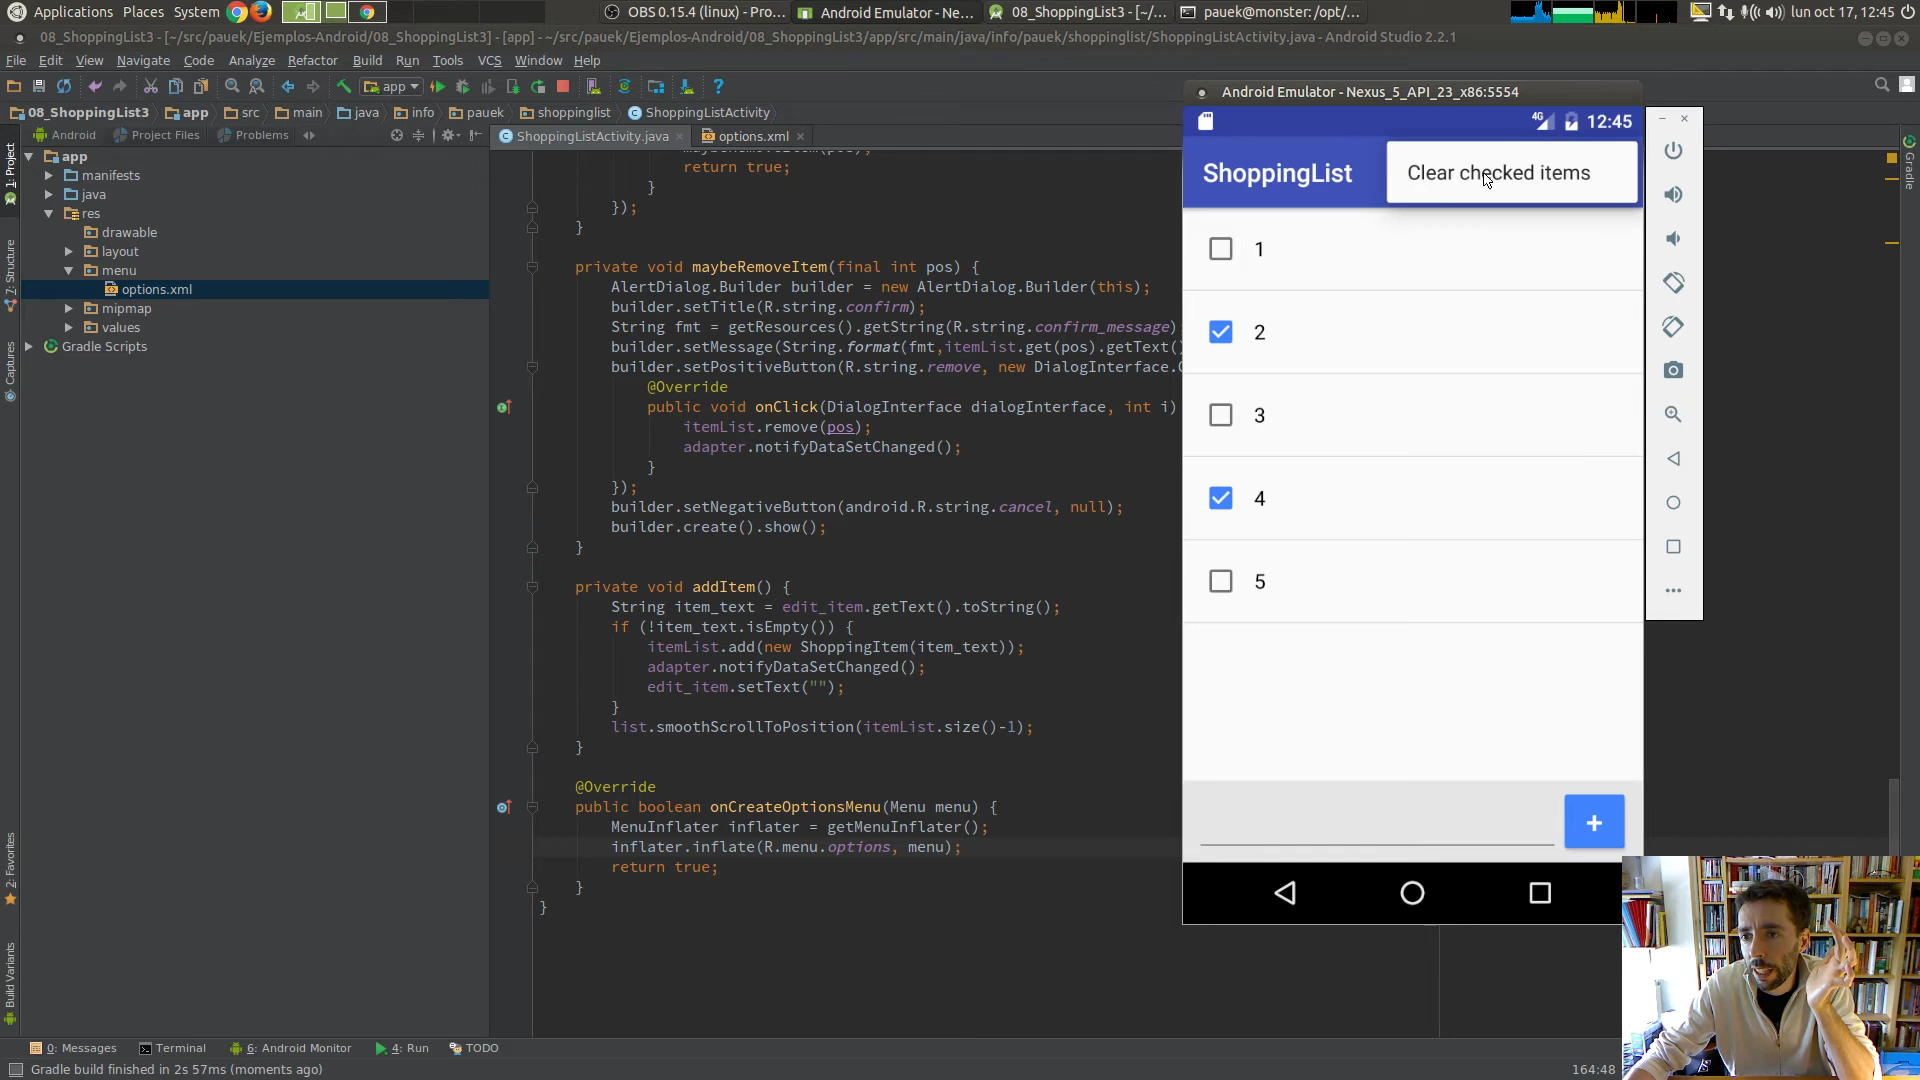 Applications Places System
OBS 0.15.4 (linux) - Pro...
Android Emulator - Ne...
08_ShoppingList3 - [~/...
pauek@monster: /opt/...
lun oct 17, 12:45
08_ShoppingList3 - [~/src/pauek/Ejemplos-Android/08_ShoppingList3] - [app] - ~/src/pauek/Ejemplos-Android/08_ShoppingList3/app/src/main/java/info/pauek/shoppinglist/ShoppingListActivity.java - Android Studio 2.2.1
File Edit View Navigate Code Analyze Refactor Build Run Tools VCS Window Help
app
08_ShoppingList3 app src main java info pauek shoppinglist ShoppingListActivity
Android Project Files Problems
ShoppingListActivity.java options.xml
1: Project
7: Structure
Captures
2: Favorites
Build Variants
Gradle
app
manifests
java
res
drawable
layout
menu
options.xml
mipmap
values
Gradle Scripts
return true;
}
});
}
private void maybeRemoveItem(final int pos) {
AlertDialog.Builder builder = new AlertDialog.Builder(this);
builder.setTitle(R.string.confirm);
String fmt = getResources().getString(R.string.confirm_message)
builder.setMessage(String.format(fmt,itemList.get(pos).getText()
builder.setPositiveButton(R.string.remove, new DialogInterface.
@Override
public void onClick(DialogInterface dialogInterface, int i)
itemList.remove(pos);
adapter.notifyDataSetChanged();
}
});
builder.setNegativeButton(android.R.string.cancel, null);
builder.create().show();
}
private void addItem() {
String item_text = edit_item.getText().toString();
if (!item_text.isEmpty()) {
itemList.add(new ShoppingItem(item_text));
adapter.notifyDataSetChanged();
edit_item.setText("");
}
list.smoothScrollToPosition(itemList.size()-1);
}
@Override
public boolean onCreateOptionsMenu(Menu menu) {
MenuInflater inflater = getMenuInflater();
inflater.inflate(R.menu.options, menu);
return true;
}
}
Android Emulator - Nexus_5_API_23_x86:5554
4G 12:45
ShoppingList
Clear checked items
1
2
3
4
5
+
0: Messages Terminal 6: Android Monitor 4: Run TODO
Gradle build finished in 2s 57ms (moments ago)
164:48